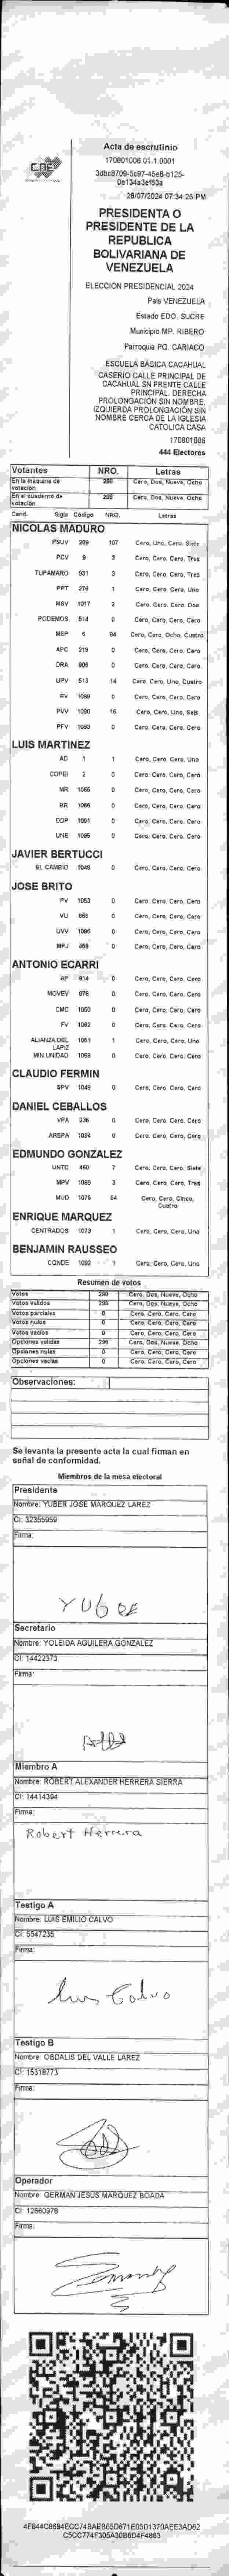 CNE
Acta de escrutinio
170801006.01.1.0001
28/07/2024 07:34:26 PM
PRESIDENTA O
PRESIDENTE DE LA
REPUBLICA
BOLIVARIANA DE
VENEZUELA
ELECCIÓN PRESIDENCIAL 2024
País VENEZUELA
Estado EDO. SUCRE
Municipio MP. RIBERO
Parroquia PQ. CARIACO
ESCUELA BÁSICA CACAHUAL
CASERIO CALLE PRINCIPAL DE
CACAHUAL SN FRENTE CALLE
PRINCIPAL. DERECHA
PROLONGACIÓN SIN NOMBRE.
IZQUIERDA PROLONGACIÓN SIN
NOMBRE CERCA DE LA IGLESIA
CATOLICA CASA
170801006
444 Electores
Votantes NRO. Letras
En la máquina de votación 298 Cero, Dos, Nueve, Ocho
En el cuaderno de votación 298 Cero, Dos, Nueve, Ocho
Cand. Sigla Código NRO. Letras
NICOLAS MADURO
PSUV 269 107 Cero, Uno, Cero, Siete
PCV 9 3 Cero, Cero, Cero, Tres
TUPAMARO 931 3 Cero, Cero, Cero, Tres
PPT 276 1 Cero, Cero, Cero, Uno
MSV 1017 2 Cero, Cero, Cero, Dos
PODEMOS 514 0 Cero, Cero, Cero, Cero
MEP 6 84 Cero, Cero, Ocho, Cuatro
APC 219 0 Cero, Cero, Cero, Cero
ORA 906 0 Cero, Cero, Cero, Cero
UPV 513 14 Cero, Cero, Uno, Cuatro
EV 1089 0 Cero, Cero, Cero, Cero
PVV 1090 16 Cero, Cero, Uno, Seis
PFV 1093 0 Cero, Cero, Cero, Cero
LUIS MARTINEZ
AD 1 1 Cero, Cero, Cero, Uno
COPEI 2 0 Cero, Cero, Cero, Cero
MR 1065 0 Cero, Cero, Cero, Cero
BR 1066 0 Cero, Cero, Cero, Cero
DDP 1091 0 Cero, Cero, Cero, Cero
UNE 1095 0 Cero, Cero, Cero, Cero
JAVIER BERTUCCI
EL CAMBIO 1048 0 Cero, Cero, Cero, Cero
JOSE BRITO
PV 1053 0 Cero, Cero, Cero, Cero
VU 969 0 Cero, Cero, Cero, Cero
UVV 1086 0 Cero, Cero, Cero, Cero
MPJ 0 Cero, Cero, Cero, Cero
ANTONIO ECARRI
AP 914 0 Cero, Cero, Cero, Cero
MOVEV 978 0 Cero, Cero, Cero, Cero
CMC 1050 0 Cero, Cero, Cero, Cero
FV 1082 0 Cero, Cero, Cero, Cero
ALIANZA DEL LAPIZ 1061 1 Cero, Cero, Cero, Uno
MIN UNIDAD 1068 0 Cero, Cero, Cero, Cero
CLAUDIO FERMIN
SPV 1049 0 Cero, Cero, Cero, Cero
DANIEL CEBALLOS
VPA 236 0 Cero, Cero, Cero, Cero
AREPA 1094 0 Cero, Cero, Cero, Cero
EDMUNDO GONZALEZ
UNTC 460 7 Cero, Cero, Cero, Siete
MPV 1069 3 Cero, Cero, Cero, Tres
MUD 1075 54 Cero, Cero, Cinco, Cuatro
ENRIQUE MARQUEZ
CENTRADOS 1073 1 Cero, Cero, Cero, Uno
BENJAMIN RAUSSEO
CONDE 1092 1 Cero, Cero, Cero, Uno
Resumen de votos
Votos 298 Cero, Dos, Nueve, Ocho
Votos validos 298 Cero, Dos, Nueve, Ocho
Votos parciales 0 Cero, Cero, Cero, Cero
Votos nulos 0 Cero, Cero, Cero, Cero
Votos vacios 0 Cero, Cero, Cero, Cero
Opciones validas 298 Cero, Dos, Nueve, Ocho
Opciones nulas 0 Cero, Cero, Cero, Cero
Opciones vacias 0 Cero, Cero, Cero, Cero
Observaciones:
Se levanta la presente acta la cual firman en
señal de conformidad.
Miembros de la mesa electoral
Presidente
Nombre: YUBER JOSE MARQUEZ LAREZ
CI: 32355959
Firma:
YUBER
Secretario
Nombre: YOLEIDA AGUILERA GONZALEZ
CI: 14422373
Firma:
Miembro A
Nombre: ROBERT ALEXANDER HERRERA SIERRA
CI: 14414394
Firma:
Robert Herrera
Testigo A
Nombre: LUIS EMILIO CALVO
CI: 5547235
Firma:
Luis Calvo
Testigo B
Nombre: OBDALIS DEL VALLE LAREZ
CI: 15318773
Firma:
Operador
Nombre: GERMAN JESUS MARQUEZ BOADA
CI: 12660978
Firma: